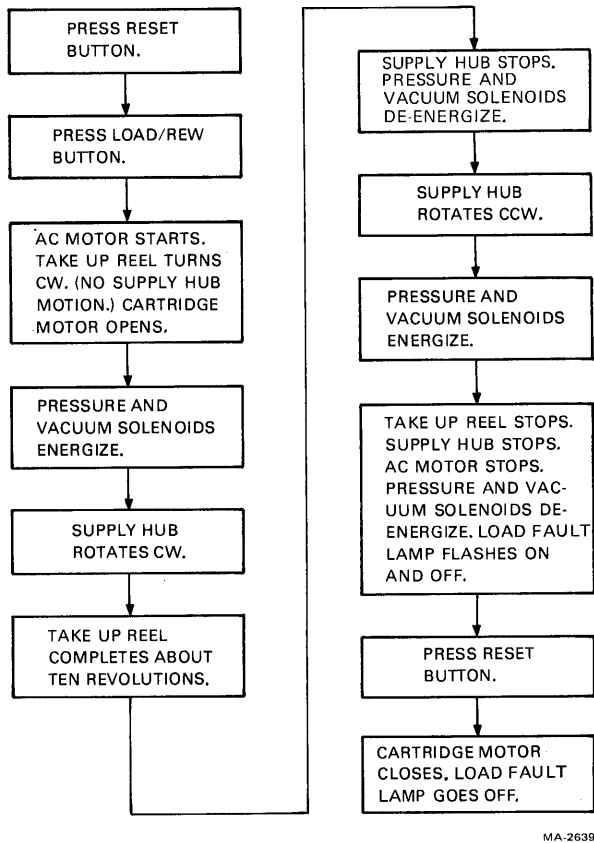 PRESS RESET
BUTTON.
PRESS LOAD/REW
BUTTON.
AC MOTOR STARTS.
TAKE UP REEL TURNS
CW. (NO SUPPLY HUB
MOTION.) CARTRIDGE
MOTOR OPENS.
PRESSURE AND
VACUUM SOLENOIDS
ENERGIZE.
SUPPLY HUB
ROTATES CW.
TAKE UP REEL
COMPLETES ABOUT
TEN REVOLUTIONS.
SUPPLY HUB STOPS.
PRESSURE AND
VACUUM SOLENOIDS
DE-ENERGIZE.
SUPPLY HUB
ROTATES CCW.
PRESSURE AND
VACUUM SOLENOIDS
ENERGIZE.
TAKE UP REEL STOPS.
SUPPLY HUB STOPS.
AC MOTOR STOPS.
PRESSURE AND VAC-
UUM SOLENOIDS DE-
ENERGIZE. LOAD FAULT
LAMP FLASHES ON
AND OFF.
PRESS RESET
BUTTON.
CARTRIDGE MOTOR
CLOSES. LOAD FAULT
LAMP GOES OFF.
MA-2639